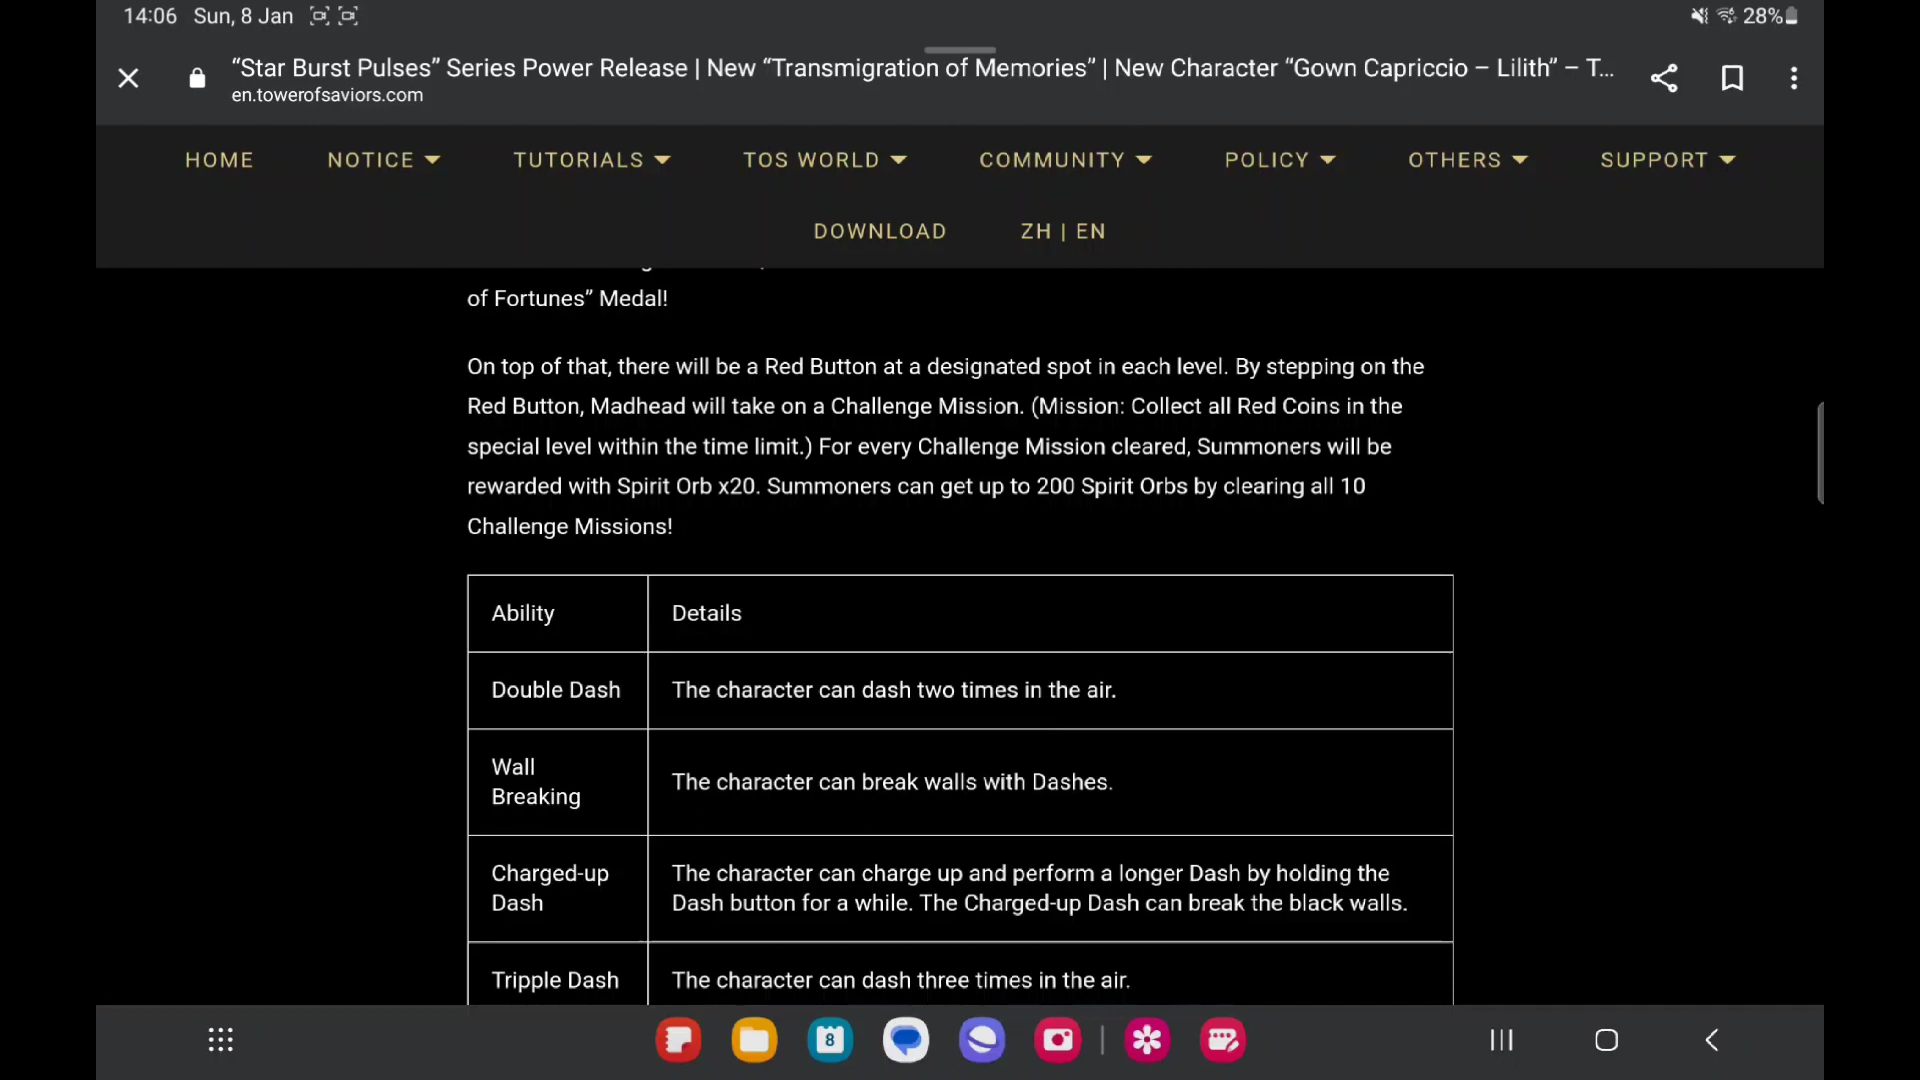 14:06 Sun, 8 Jan 28%
“Star Burst Pulses” Series Power Release | New “Transmigration of Memories” | New Character “Gown Capriccio – Lilith” – T...
en.towerofsaviors.com
HOME NOTICE TUTORIALS TOS WORLD COMMUNITY POLICY OTHERS SUPPORT
DOWNLOAD ZH | EN
of Fortunes” Medal!
On top of that, there will be a Red Button at a designated spot in each level. By stepping on the
Red Button, Madhead will take on a Challenge Mission. (Mission: Collect all Red Coins in the
special level within the time limit.) For every Challenge Mission cleared, Summoners will be
rewarded with Spirit Orb x20. Summoners can get up to 200 Spirit Orbs by clearing all 10
Challenge Missions!
Ability Details
Double Dash The character can dash two times in the air.
Wall
Breaking
The character can break walls with Dashes.
Charged-up
Dash
The character can charge up and perform a longer Dash by holding the
Dash button for a while. The Charged-up Dash can break the black walls.
Tripple Dash The character can dash three times in the air.
8